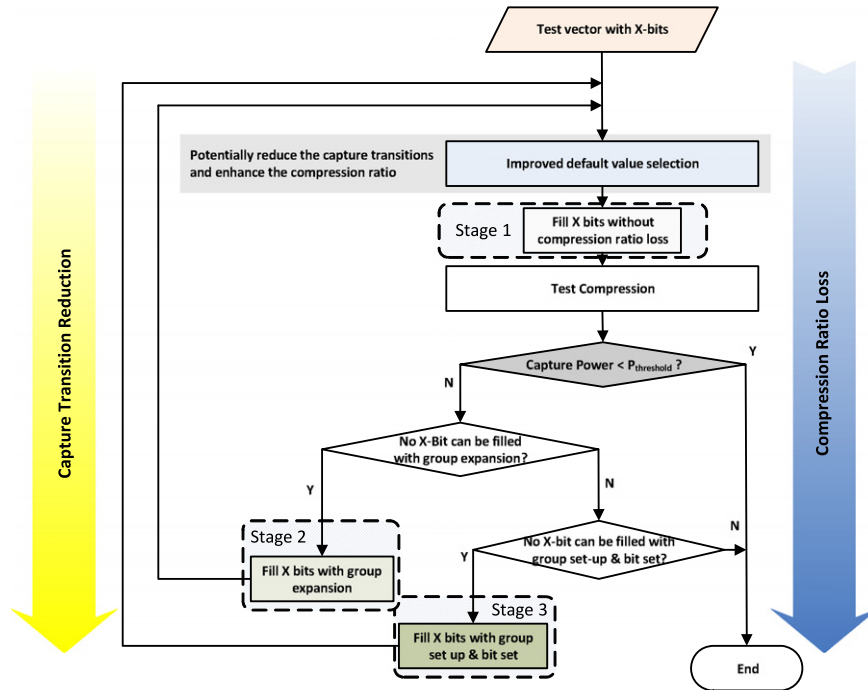 Test vector with X-bits
Potentially reduce the capture transitions
and enhance the compression ratio
Improved default value selection
Stage 1
Fill X bits without
compression ratio loss
Test Compression
Capture Power < Pthreshold ?
Y
N
No X-Bit can be filled
with group expansion?
Y
N
No X-bit can be filled with
group set-up & bit set?
N
Y
Stage 2
Fill X bits with group
expansion
Stage 3
Fill X bits with group
set up & bit set
End
Capture Transition Reduction
Compression Ratio Loss